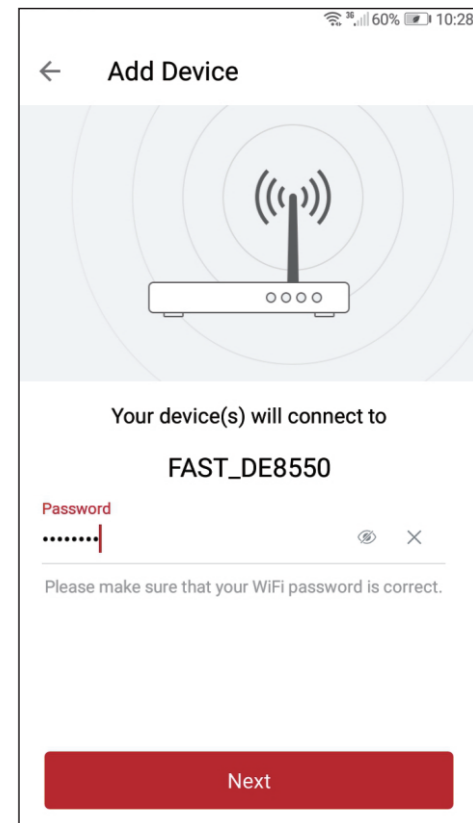 3G 60% 10:28
Add Device
Your device(s) will connect to
FAST_DE8550
Password
••••••••
Please make sure that your WiFi password is correct.
Next